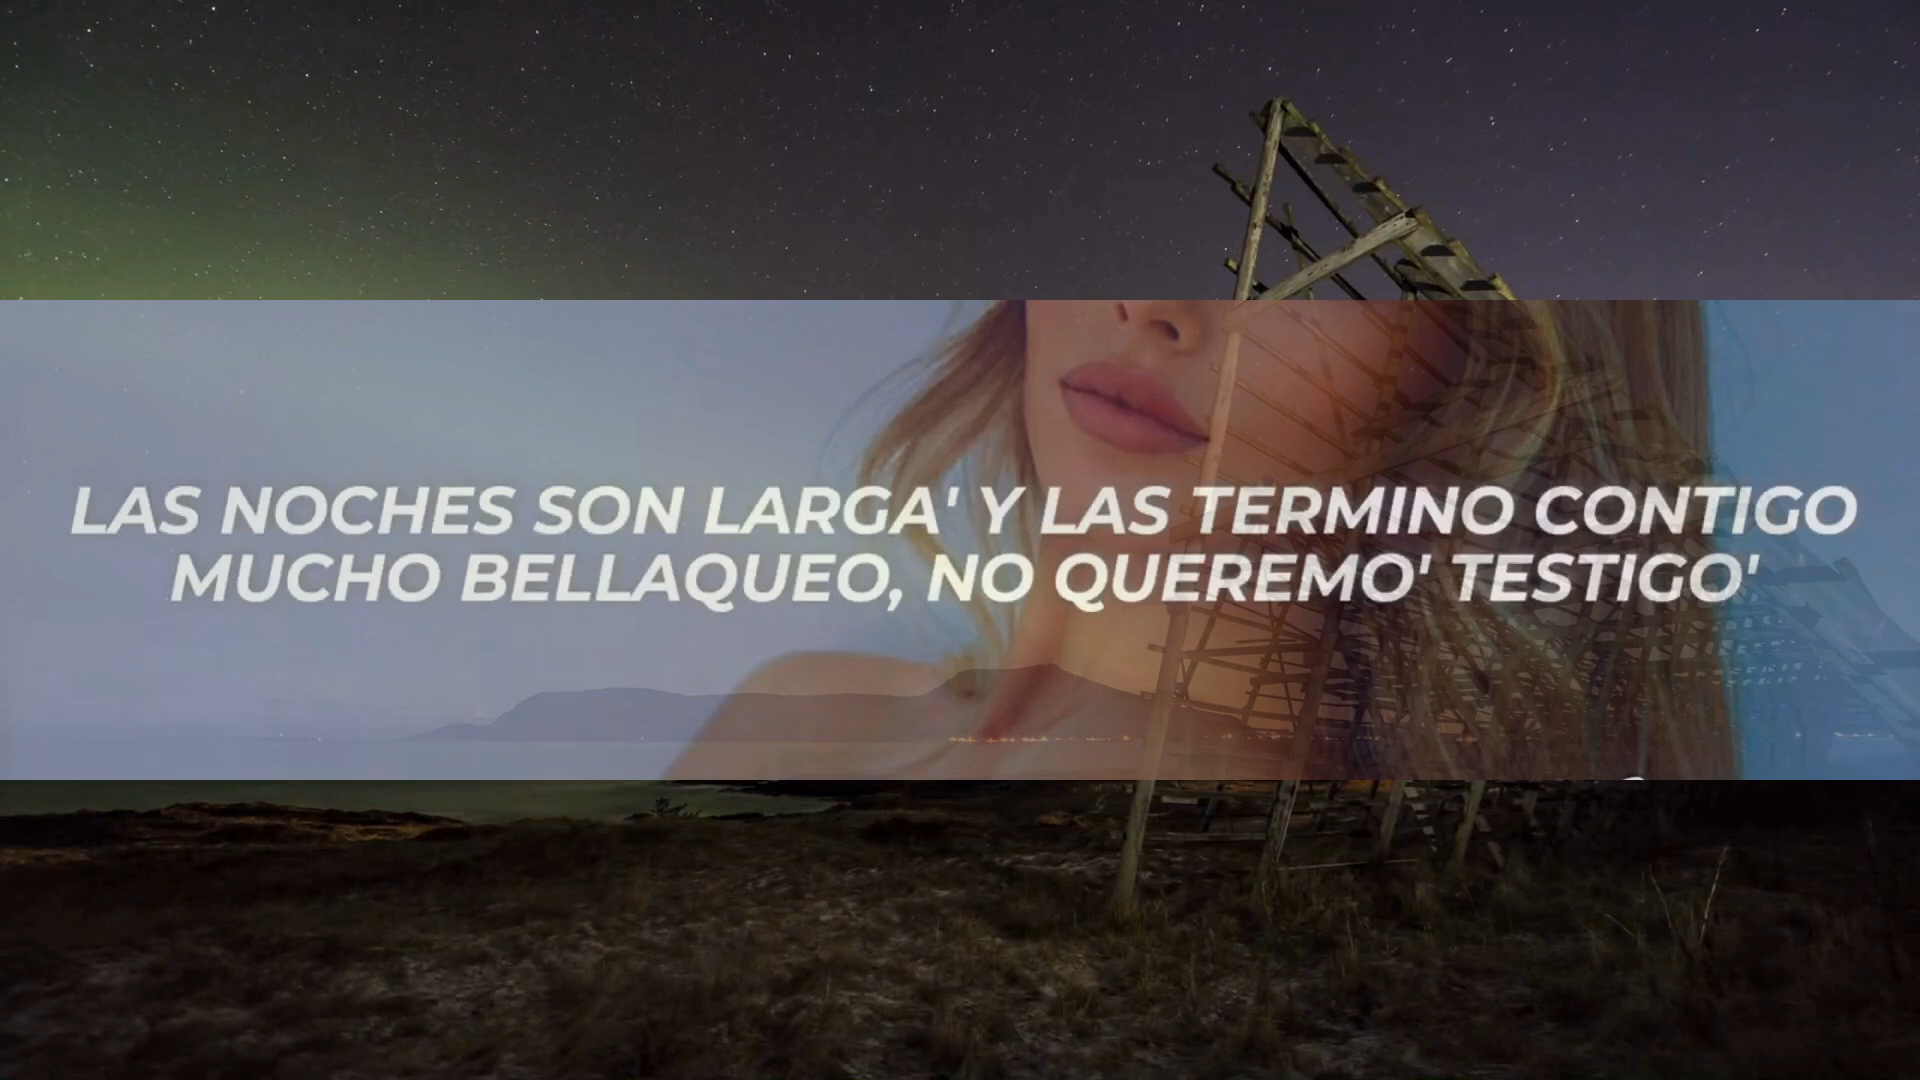 LAS NOCHES SON LARGA' Y LAS TERMINO CONTIGO
MUCHO BELLAQUEO, NO QUEREMO' TESTIGO'